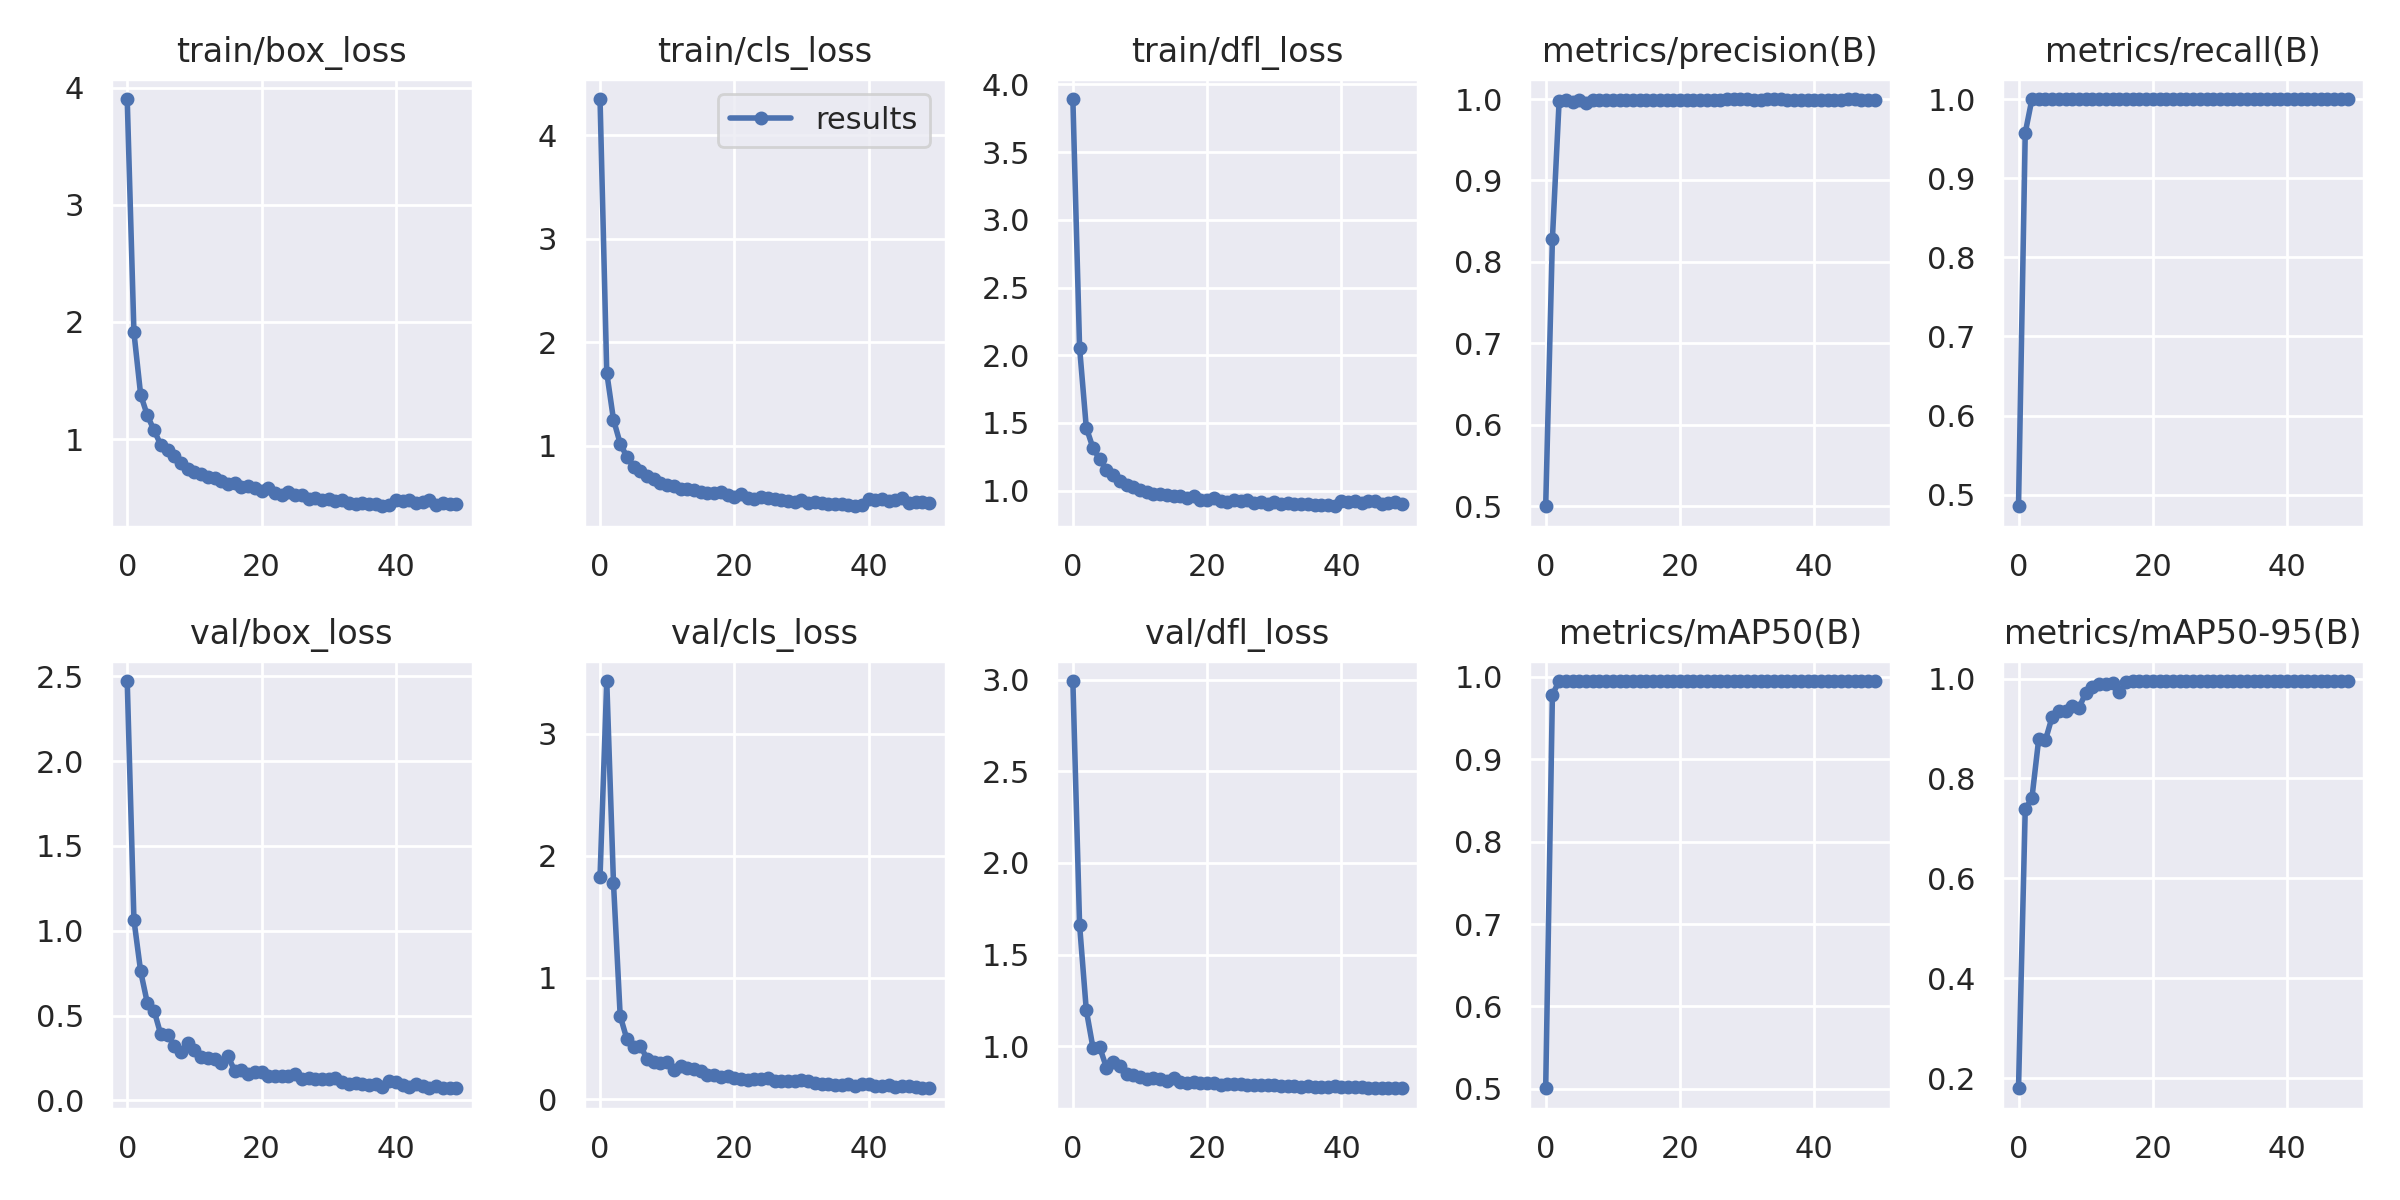 train/box_loss
4
3
2
1
0 20 40
train/cls_loss
results
4
3
2
1
0 20 40
train/dfl_loss
4.0
3.5
3.0
2.5
2.0
1.5
1.0
0 20 40
metrics/precision(B)
1.0
0.9
0.8
0.7
0.6
0.5
0 20 40
metrics/recall(B)
1.0
0.9
0.8
0.7
0.6
0.5
0 20 40
val/box_loss
2.5
2.0
1.5
1.0
0.5
0.0
0 20 40
val/cls_loss
3
2
1
0
0 20 40
val/dfl_loss
3.0
2.5
2.0
1.5
1.0
0 20 40
metrics/mAP50(B)
1.0
0.9
0.8
0.7
0.6
0.5
0 20 40
metrics/mAP50-95(B)
1.0
0.8
0.6
0.4
0.2
0 20 40